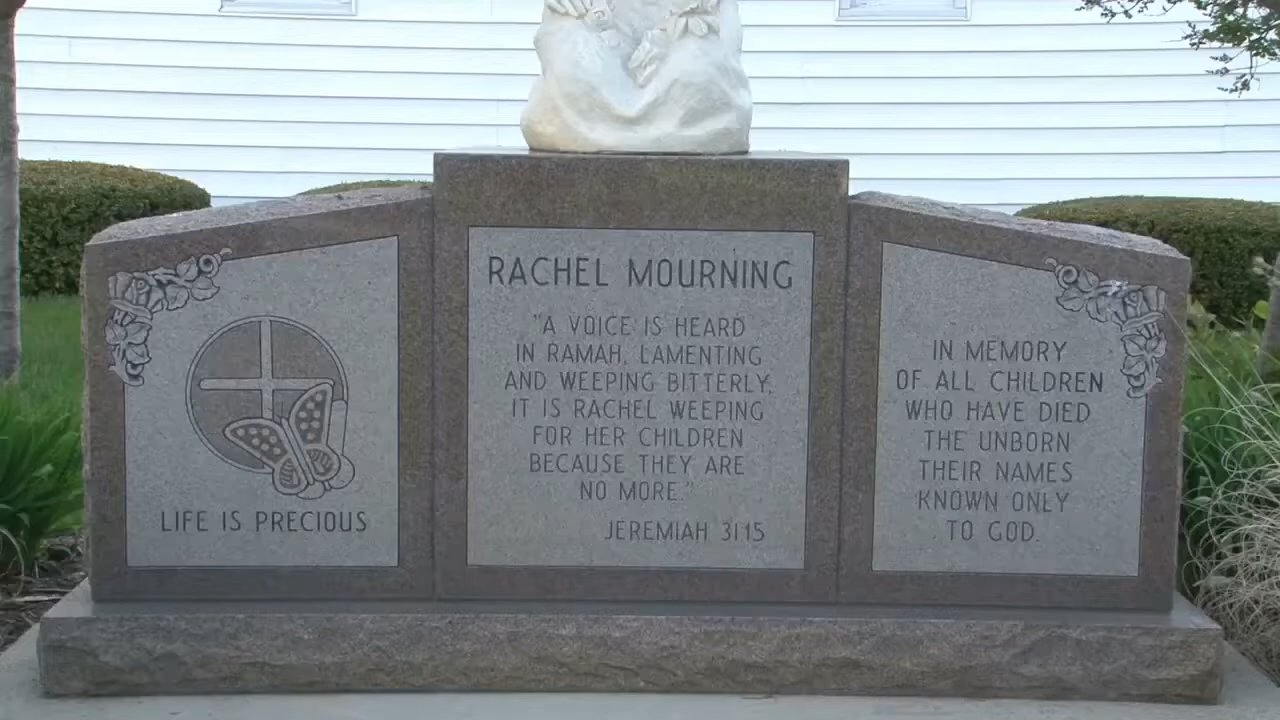 LIFE IS PRECIOUS
RACHEL MOURNING
"A VOICE IS HEARD
IN RAMAH, LAMENTING
AND WEEPING BITTERLY,
IT IS RACHEL WEEPING
FOR HER CHILDREN
BECAUSE THEY ARE
NO MORE."
JEREMIAH 31:15
IN MEMORY
OF ALL CHILDREN
WHO HAVE DIED
THE UNBORN
THEIR NAMES
KNOWN ONLY
TO GOD.